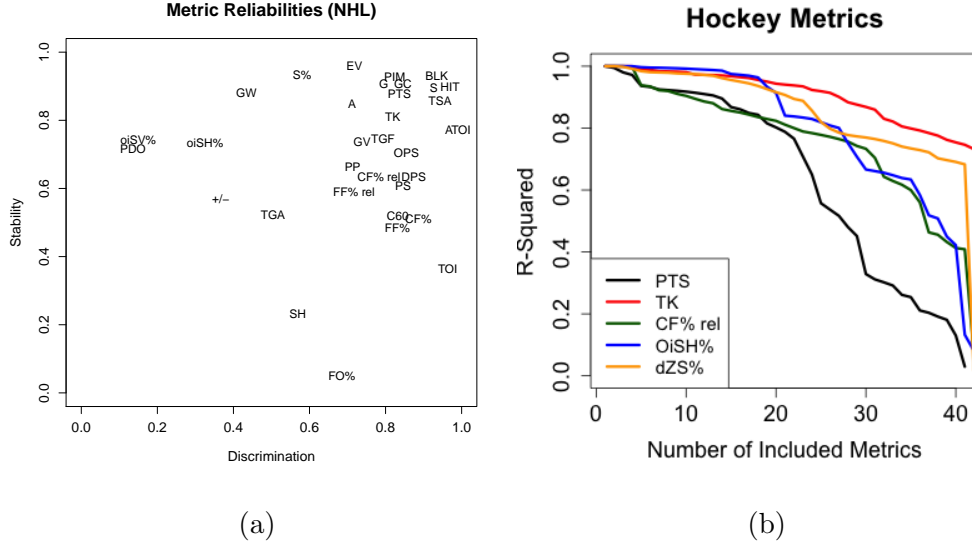 Metric Reliabilities (NHL)
Stability
1.0
0.8
0.6
0.4
0.2
0.0
EV
S%
PIM
BLK
G
GC
S
HIT
GW
PTS
TSA
A
TK
ATOI
oiSV%
PDO
oiSH%
GV
TGF
OPS
PP
CF% rel
DPS
FF% rel
PS
+/−
TGA
C60
CF%
FF%
TOI
SH
FO%
0.0 0.2 0.4 0.6 0.8 1.0
Discrimination
(a)
Hockey Metrics
R-Squared
1.0
0.8
0.6
0.4
0.2
0.0
PTS
TK
CF% rel
OiSH%
dZS%
0 10 20 30 40
Number of Included Metrics
(b)